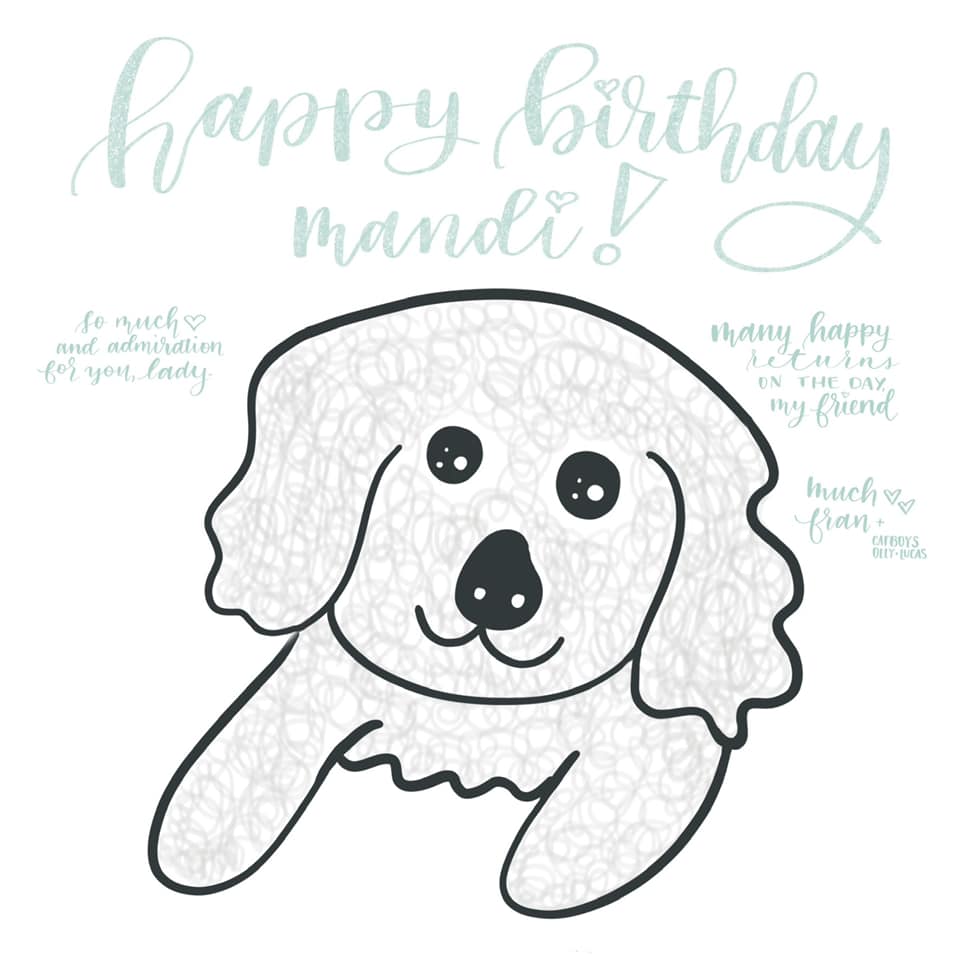 happy birthday
mandi!
so much ♡
and admiration
for you, lady.
many happy
returns
ON THE DAY,
my friend
much ♡♡
fran +
CATBOYS
OLLY + LUCAS